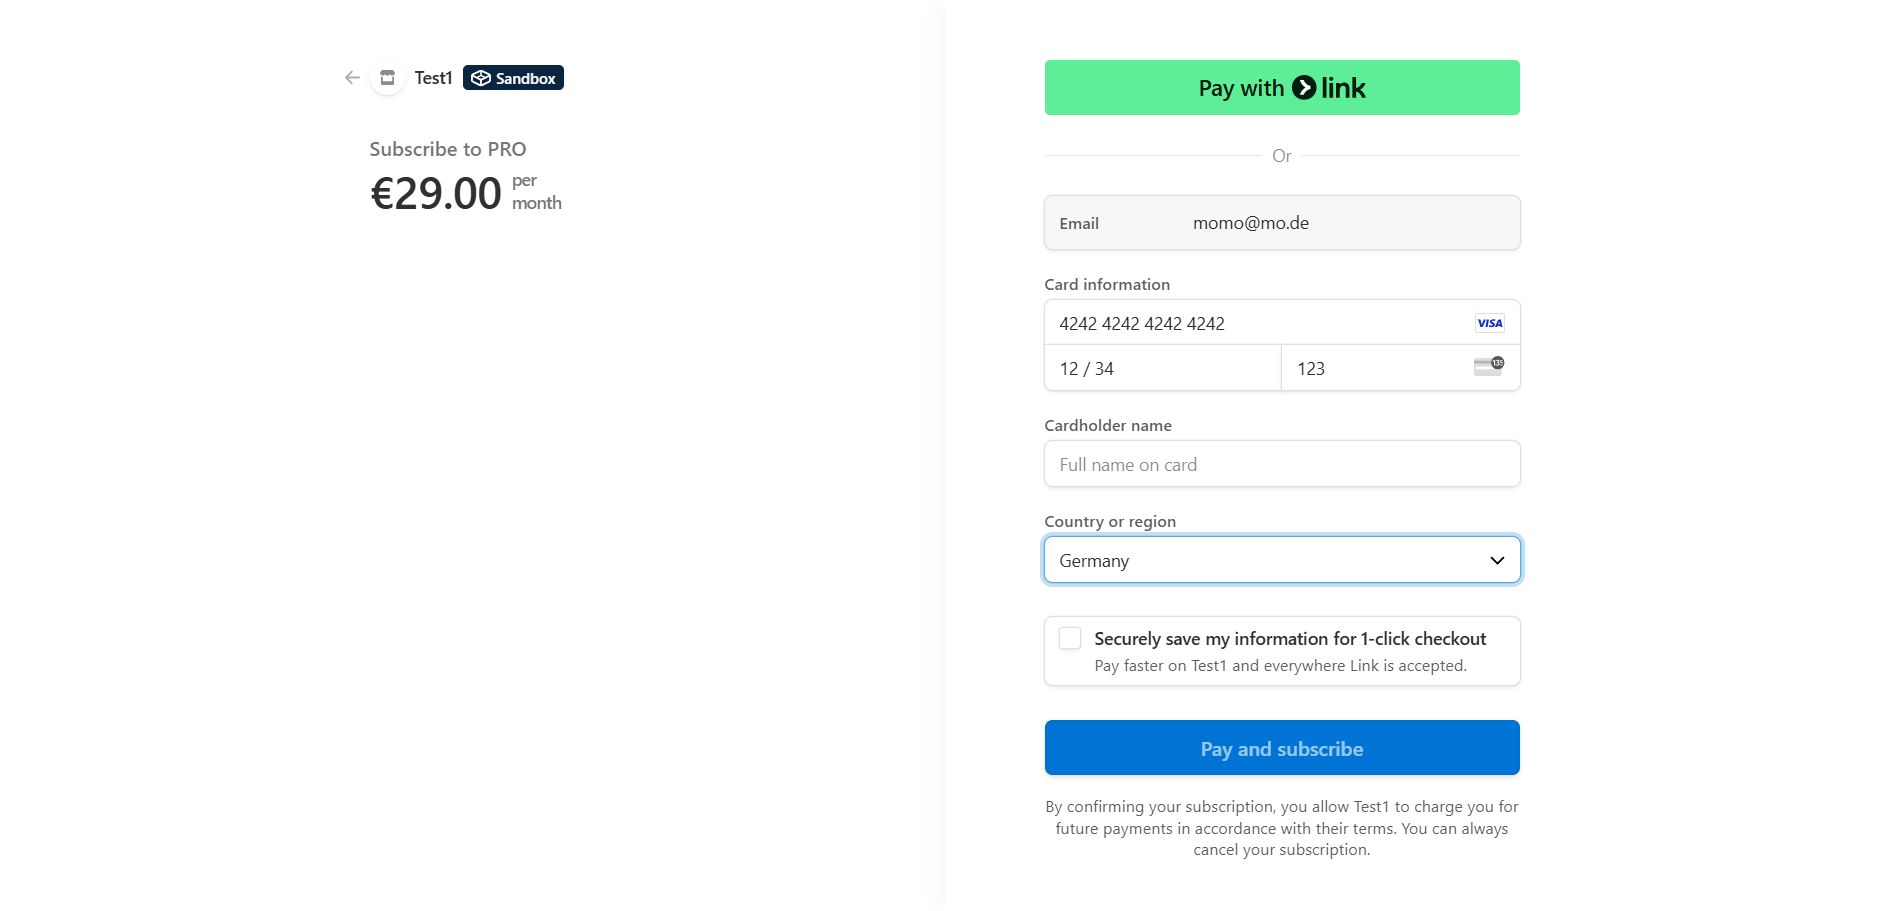 Test1 Sandbox
Subscribe to PRO
€29.00 per
month
Pay with link
Or
Email momo@mo.de
Card information
4242 4242 4242 4242 VISA
12 / 34 123 135
Cardholder name
Full name on card
Country or region
Germany
Securely save my information for 1-click checkout
Pay faster on Test1 and everywhere Link is accepted.
Pay and subscribe
By confirming your subscription, you allow Test1 to charge you for
future payments in accordance with their terms. You can always
cancel your subscription.